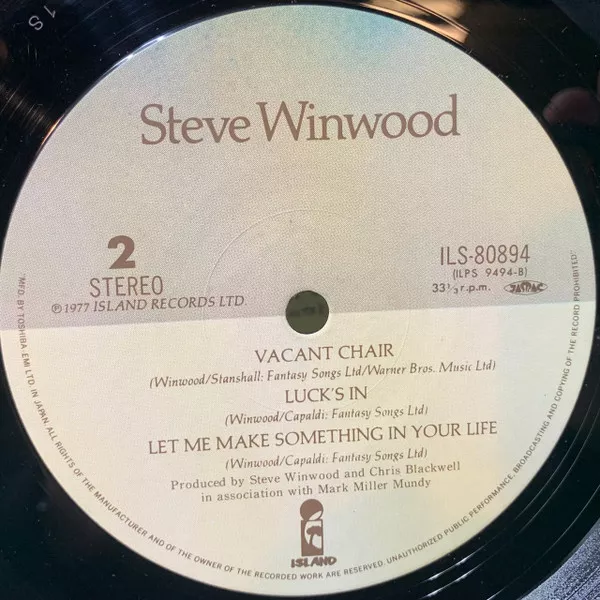 1S
Steve Winwood
2
STEREO
Ⓟ1977 ISLAND RECORDS LTD.
ILS-80894
(ILPS 9494-B)
33⅓ r.p.m. JASRAC
VACANT CHAIR
(Winwood/Stanshall: Fantasy Songs Ltd/Warner Bros. Music Ltd)
LUCK'S IN
(Winwood/Capaldi: Fantasy Songs Ltd)
LET ME MAKE SOMETHING IN YOUR LIFE
(Winwood/Capaldi: Fantasy Songs Ltd)
Produced by Steve Winwood and Chris Blackwell
in association with Mark Miller Mundy
ISLAND
"MFD. BY TOSHIBA-EMI LTD. IN JAPAN. ALL RIGHTS OF THE MANUFACTURER AND OF THE OWNER OF THE RECORDED WORK ARE RESERVED. UNAUTHORIZED PUBLIC PERFORMANCE, BROADCASTING AND COPYING OF THE RECORD PROHIBITED"